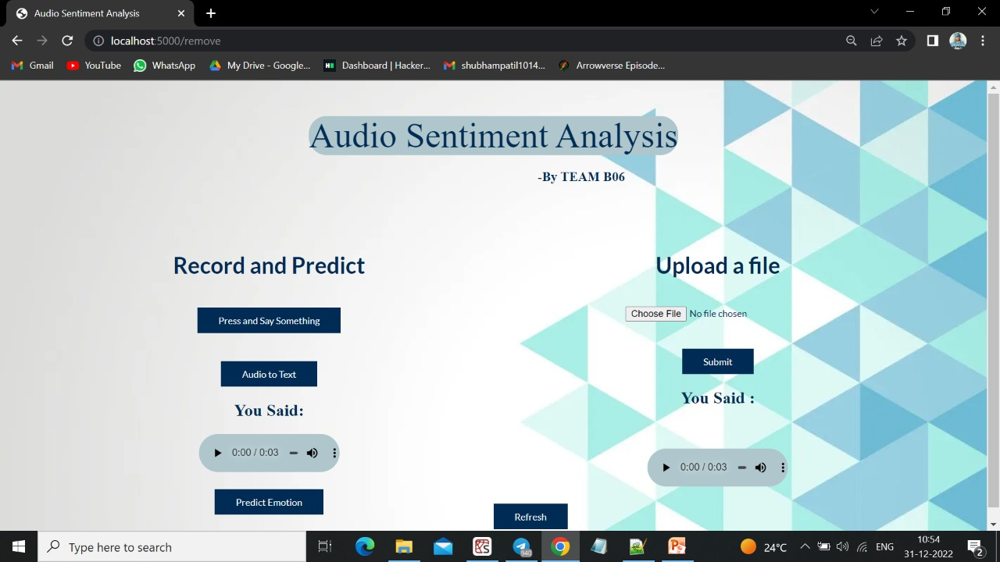 Audio Sentiment Analysis
localhost:5000/remove
Gmail YouTube WhatsApp My Drive - Google... Dashboard | Hacker... shubhampatil1014... Arrowverse Episode...
Audio Sentiment Analysis
-By TEAM B06
Record and Predict
Press and Say Something
Audio to Text
You Said:
0:00 / 0:03
Predict Emotion
Upload a file
Choose File No file chosen
Submit
You Said :
0:00 / 0:03
Refresh
Type here to search
940
24°C
ENG
10:54
31-12-2022
2